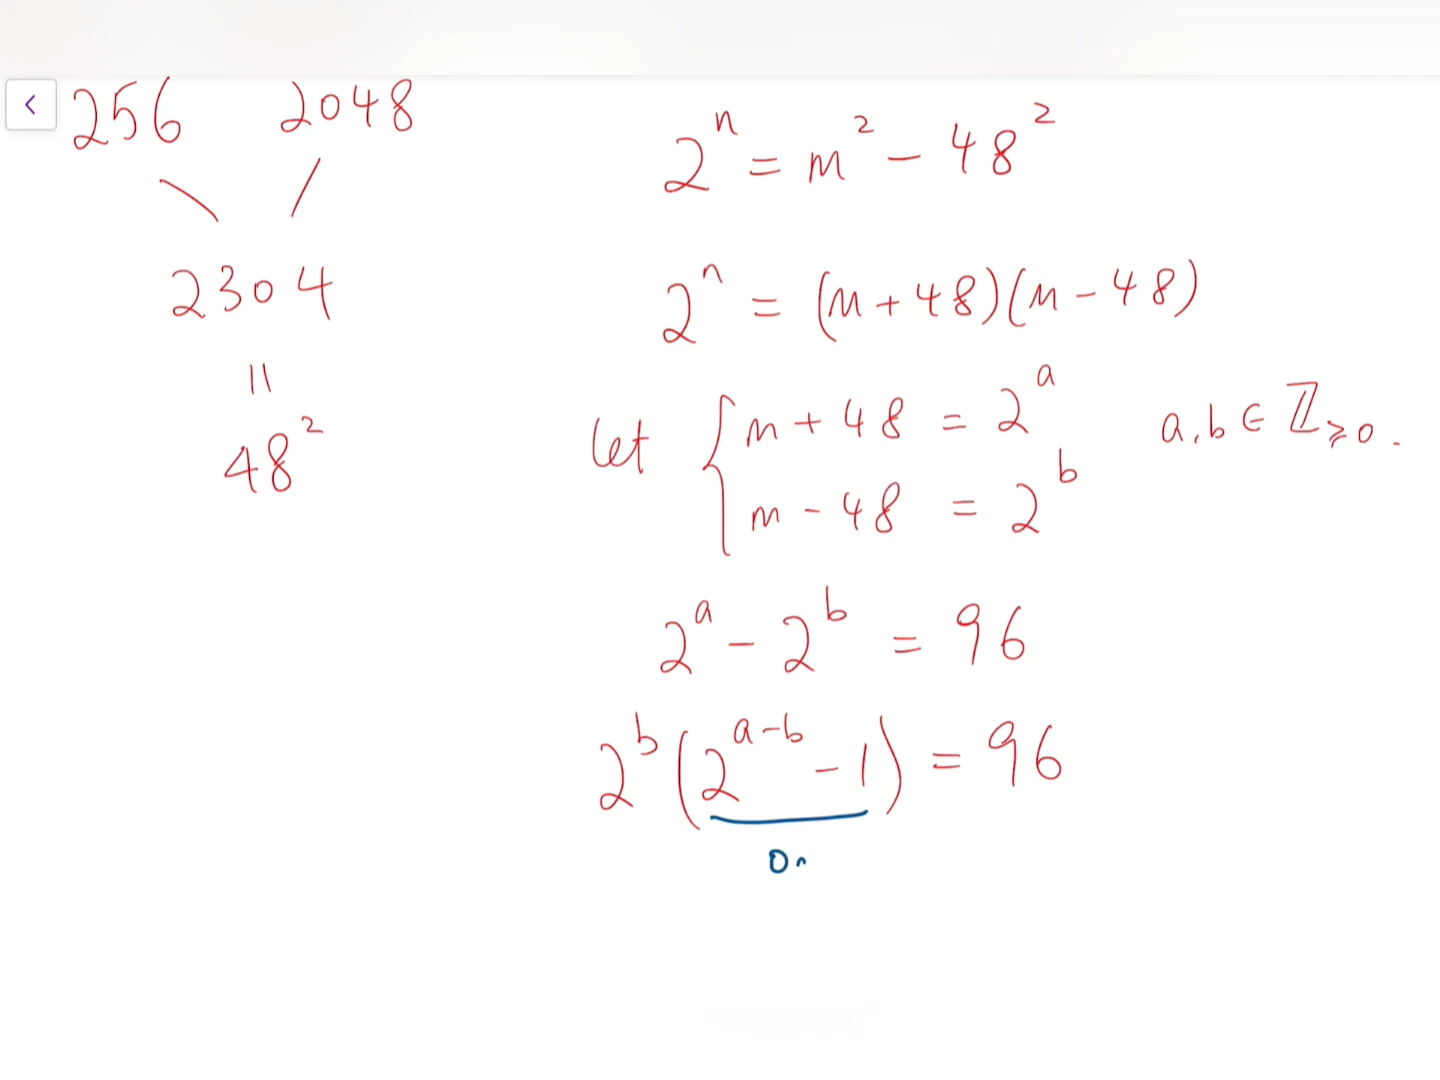 256 2048
2304
||
48²
2ⁿ = m² - 48²
2ⁿ = (m + 48)(m - 48)
let { m + 48 = 2ᵃ a, b ∈ ℤ≥0.
m - 48 = 2ᵇ
2ᵃ - 2ᵇ = 96
2ᵇ(2ᵃ⁻ᵇ - 1) = 96